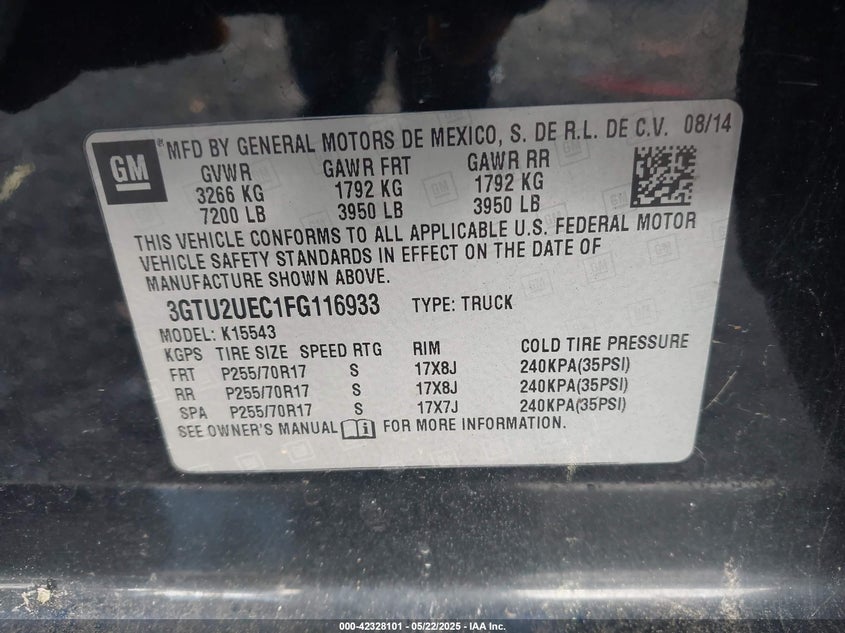 GM ® MFD BY GENERAL MOTORS DE MEXICO, S. DE R.L. DE C.V. 08/14
GVWR GAWR FRT GAWR RR
3266 KG 1792 KG 1792 KG
7200 LB 3950 LB 3950 LB
THIS VEHICLE CONFORMS TO ALL APPLICABLE U.S. FEDERAL MOTOR
VEHICLE SAFETY STANDARDS IN EFFECT ON THE DATE OF
MANUFACTURE SHOWN ABOVE.
3GTU2UEC1FG116933 TYPE: TRUCK
MODEL: K15543
KGPS TIRE SIZE SPEED RTG RIM COLD TIRE PRESSURE
FRT P255/70R17 S 17X8J 240KPA(35PSI)
RR P255/70R17 S 17X8J 240KPA(35PSI)
SPA P255/70R17 S 17X7J 240KPA(35PSI)
SEE OWNER'S MANUAL FOR MORE INFORMATION.
000-42328101 - 05/22/2025 - IAA Inc.